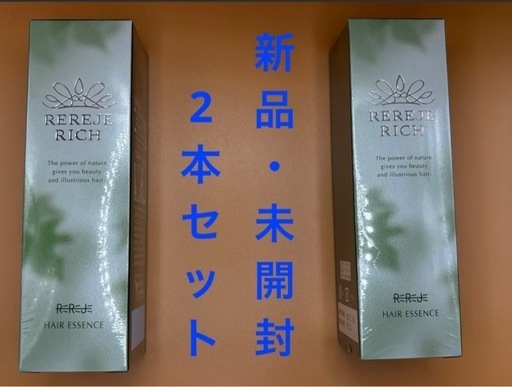 REREJE
RICH
The power of nature
gives you beauty
and illustrious hair.
REREJE
HAIR ESSENCE
新品・未開封
2本セット
REREJE
RICH
The power of nature
gives you beauty
and illustrious hair.
REREJE
HAIR ESSENCE